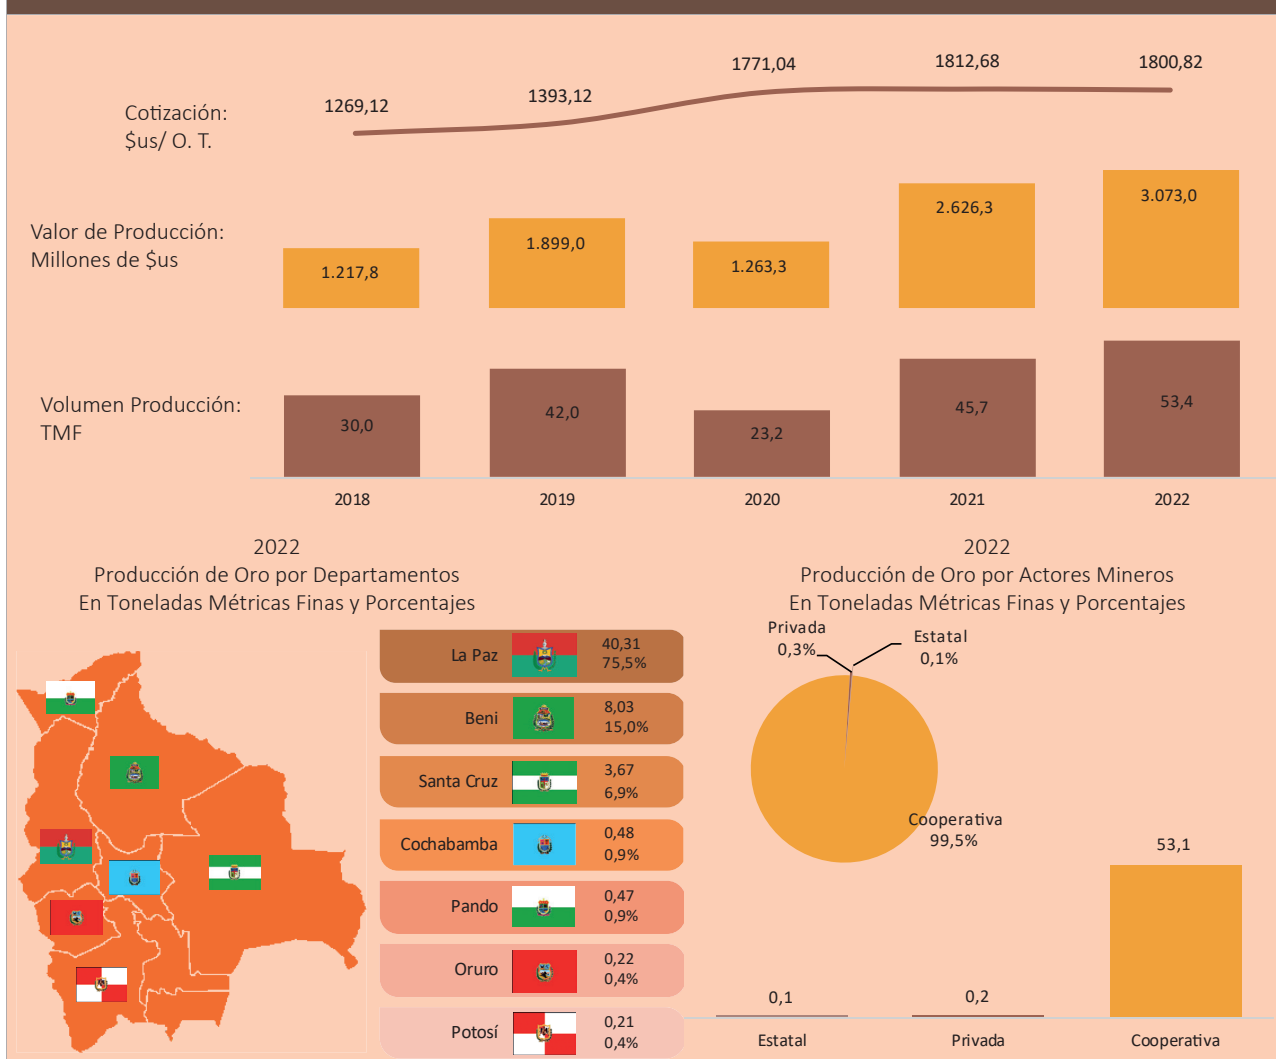 Cotización:
$us/ O. T.
1269,12
1393,12
1771,04
1812,68
1800,82
Valor de Producción:
Millones de $us
1.217,8
1.899,0
1.263,3
2.626,3
3.073,0
Volumen Producción:
TMF
30,0
42,0
23,2
45,7
53,4
2018
2019
2020
2021
2022
2022
Producción de Oro por Departamentos
En Toneladas Métricas Finas y Porcentajes
La Paz
40,31
75,5%
Beni
8,03
15,0%
Santa Cruz
3,67
6,9%
Cochabamba
0,48
0,9%
Pando
0,47
0,9%
Oruro
0,22
0,4%
Potosí
0,21
0,4%
2022
Producción de Oro por Actores Mineros
En Toneladas Métricas Finas y Porcentajes
Privada
0,3%
Estatal
0,1%
Cooperativa
99,5%
0,1
0,2
53,1
Estatal
Privada
Cooperativa